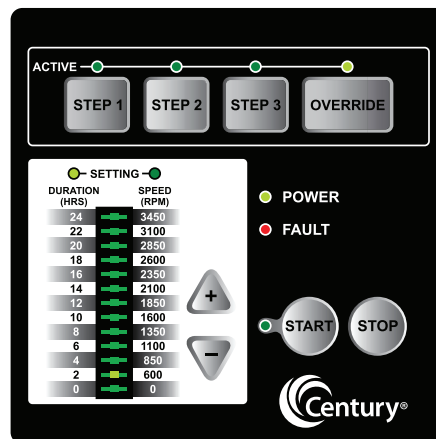 ACTIVE
STEP 1 STEP 2 STEP 3 OVERRIDE
SETTING
DURATION (HRS) SPEED (RPM)
24 3450
22 3100
20 2850
18 2600
16 2350
14 2100
12 1850
10 1600
8 1350
6 1100
4 850
2 600
0 0
+
−
POWER
FAULT
START STOP
Century®